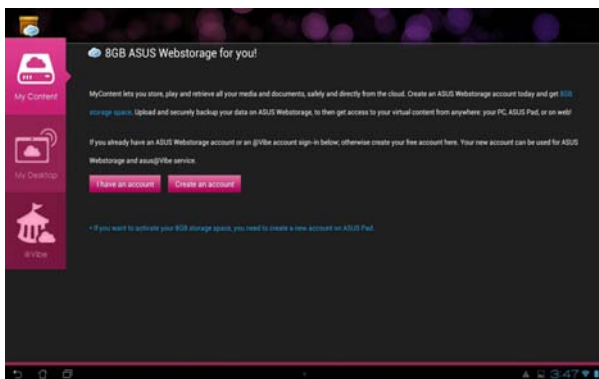 8GB ASUS Webstorage for you!
My Content
MyContent lets you store, play and retrieve all your media and documents, safely and directly from the cloud. Create an ASUS Webstorage account today and get 8GB
storage space. Upload and securely backup your data on ASUS Webstorage, to then get access to your virtual content from anywhere: your PC, ASUS Pad, or on web!
If you already have an ASUS Webstorage account or an @Vibe account sign-in below; otherwise create your free account here. Your new account can be used for ASUS
Webstorage and asus@Vibe service.
My Desktop
I have an account Create an account
• If you want to activate your 8GB storage space, you need to create a new account on ASUS Pad.
@Vibe
3:47